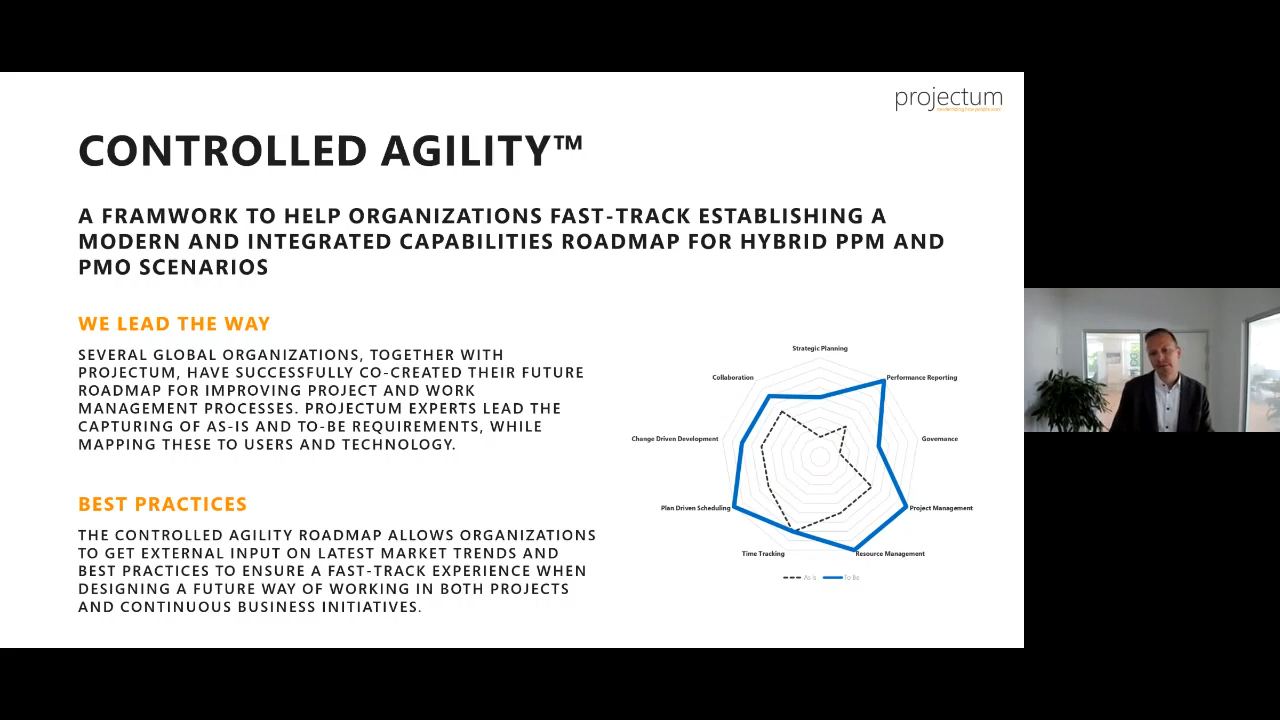 projectum
CONTROLLED AGILITY™
A FRAMWORK TO HELP ORGANIZATIONS FAST-TRACK ESTABLISHING A
MODERN AND INTEGRATED CAPABILITIES ROADMAP FOR HYBRID PPM AND
PMO SCENARIOS
WE LEAD THE WAY
SEVERAL GLOBAL ORGANIZATIONS, TOGETHER WITH
PROJECTUM, HAVE SUCCESSFULLY CO-CREATED THEIR FUTURE
ROADMAP FOR IMPROVING PROJECT AND WORK
MANAGEMENT PROCESSES. PROJECTUM EXPERTS LEAD THE
CAPTURING OF AS-IS AND TO-BE REQUIREMENTS, WHILE
MAPPING THESE TO USERS AND TECHNOLOGY.
BEST PRACTICES
THE CONTROLLED AGILITY ROADMAP ALLOWS ORGANIZATIONS
TO GET EXTERNAL INPUT ON LATEST MARKET TRENDS AND
BEST PRACTICES TO ENSURE A FAST-TRACK EXPERIENCE WHEN
DESIGNING A FUTURE WAY OF WORKING IN BOTH PROJECTS
AND CONTINUOUS BUSINESS INITIATIVES.
Strategic Planning
Performance Reporting
Governance
Project Management
Resource Management
Time Tracking
Plan Driven Scheduling
Change Driven Development
Collaboration
As Is To Be